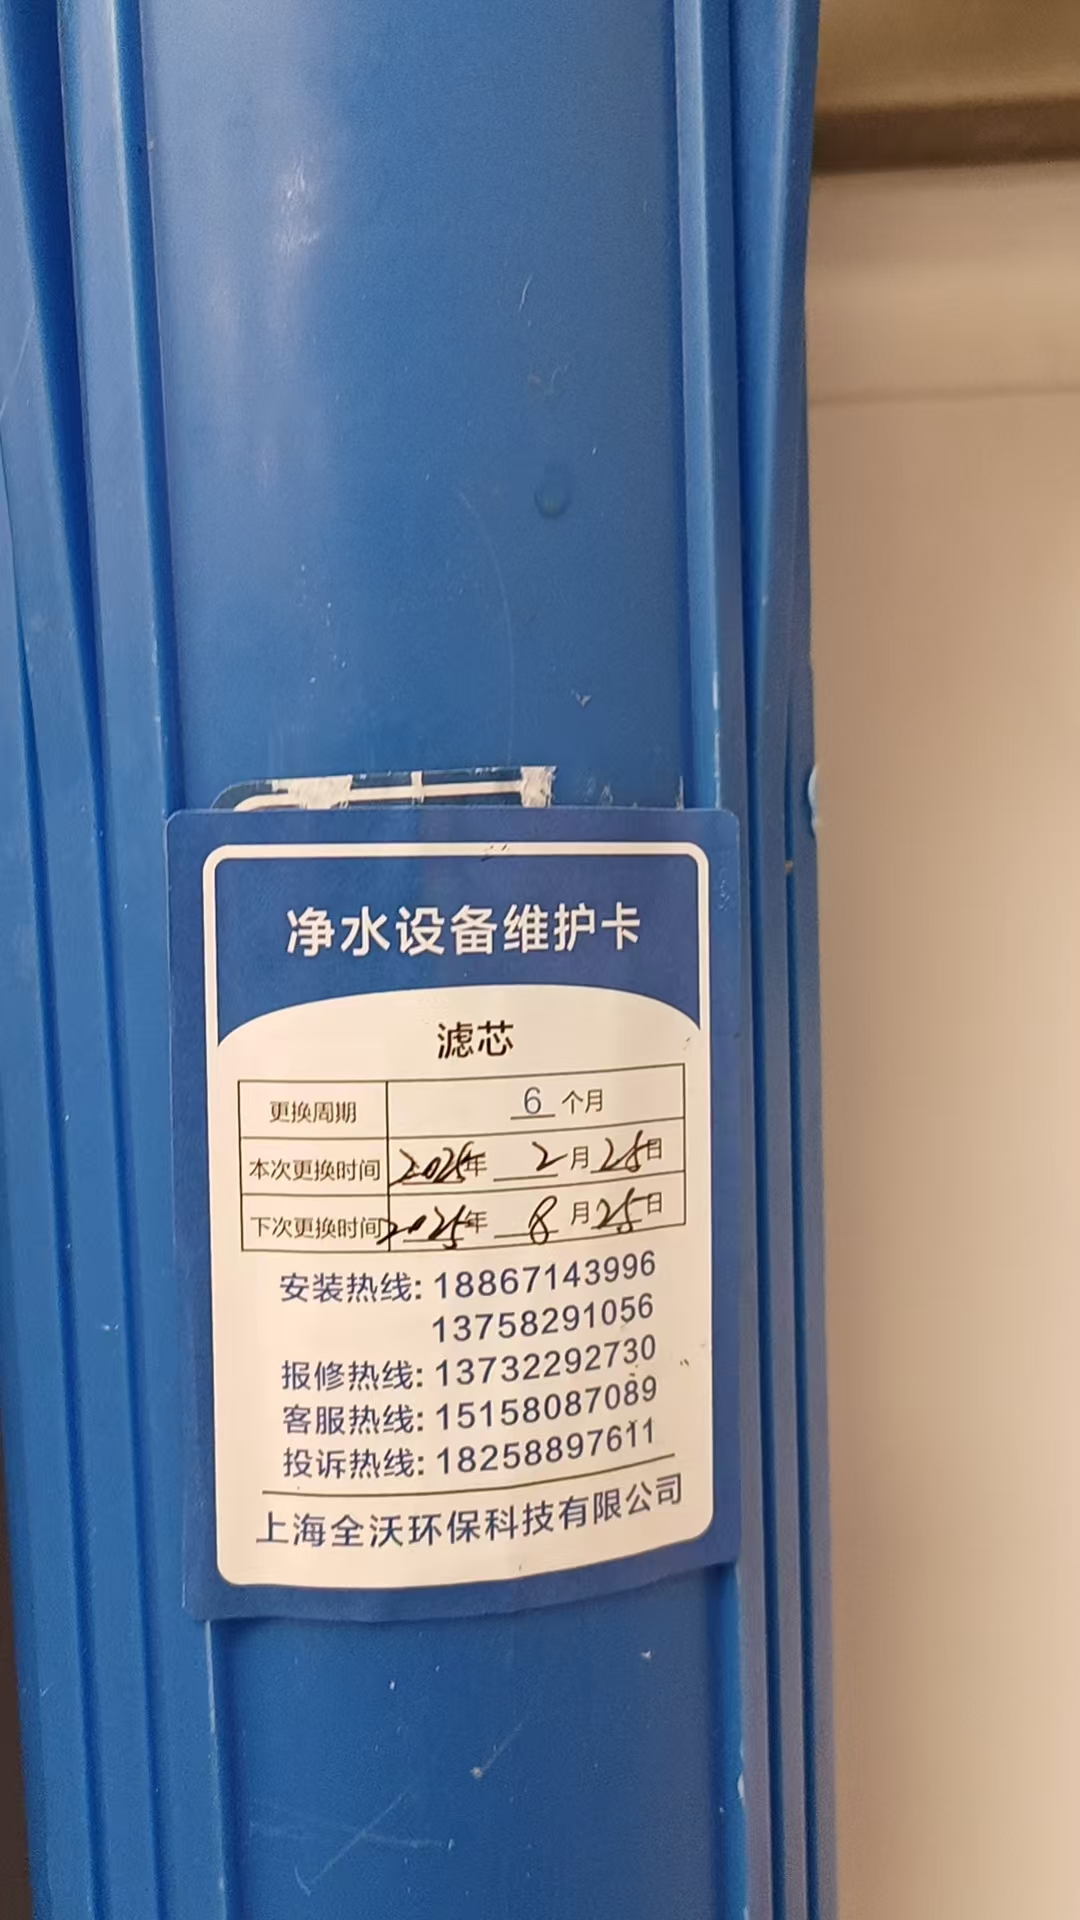 净水设备维护卡
滤芯
更换周期 6 个月
本次更换时间 2025年 2月25日
下次更换时间 2025年 8月25日
安装热线: 18867143996
13758291056
报修热线: 13732292730
客服热线: 15158087089
投诉热线: 18258897611
上海全沃环保科技有限公司